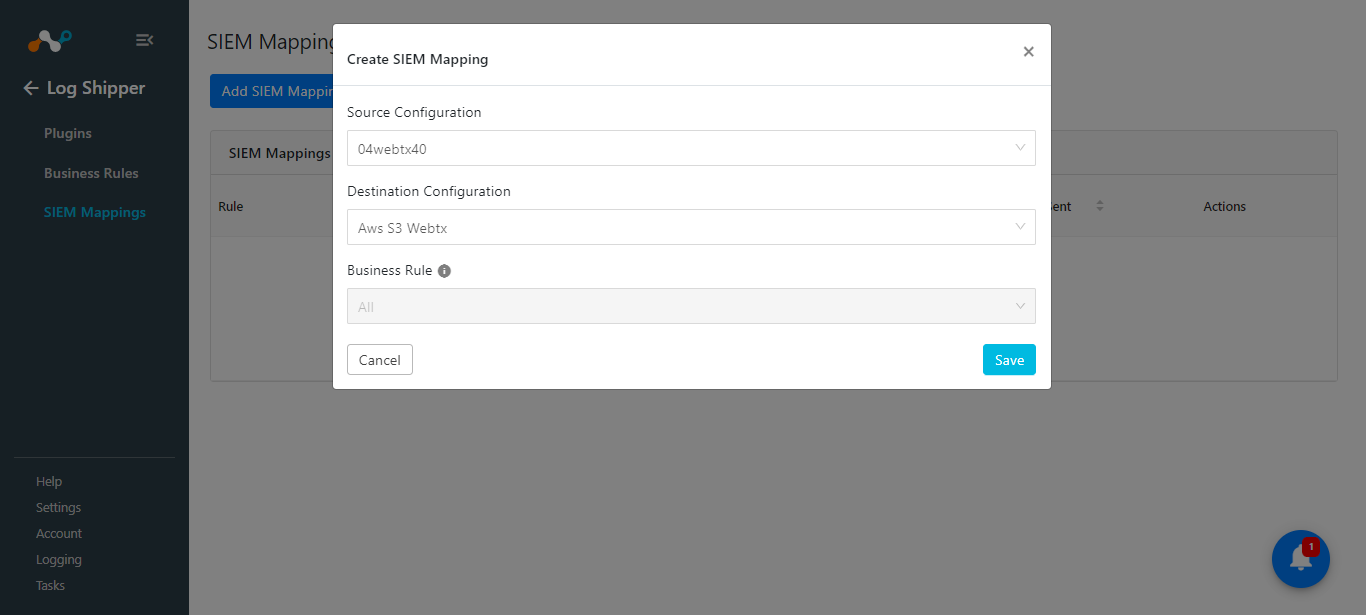 Log Shipper
Plugins
Business Rules
SIEM Mappings
Help
Settings
Account
Logging
Tasks
SIEM Mapping
Add SIEM Mappin
SIEM Mappings
Rule
Actions
Create SIEM Mapping
Source Configuration
04webtx40
Destination Configuration
Aws S3 Webtx
Business Rule
All
Cancel
Save
1